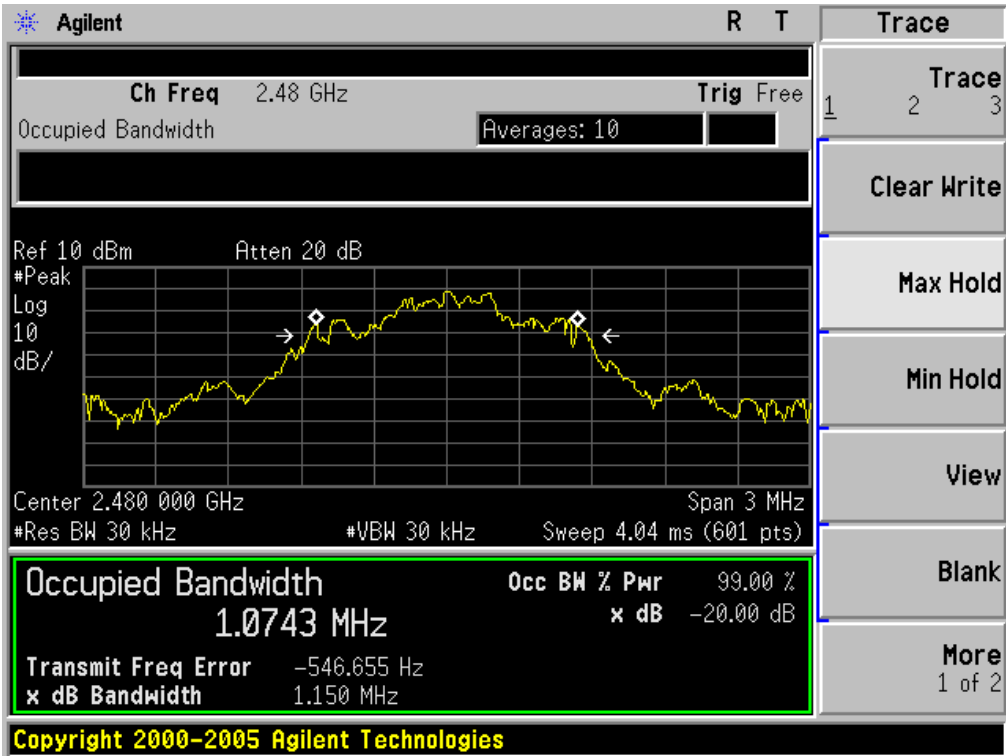 Agilent R T
Ch Freq 2.48 GHz Trig Free
Occupied Bandwidth Averages: 10
Ref 10 dBm Atten 20 dB
#Peak
Log
10
dB/
Center 2.480 000 GHz Span 3 MHz
#Res BW 30 kHz #VBW 30 kHz Sweep 4.04 ms (601 pts)
Occupied Bandwidth
1.0743 MHz
Occ BW % Pwr 99.00 %
x dB -20.00 dB
Transmit Freq Error -546.655 Hz
x dB Bandwidth 1.150 MHz
Copyright 2000-2005 Agilent Technologies
Trace
Trace
1 2 3
Clear Write
Max Hold
Min Hold
View
Blank
More
1 of 2